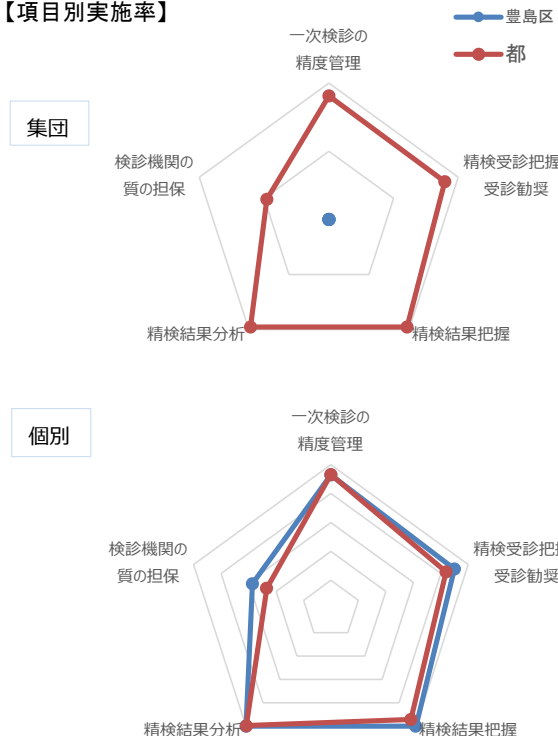 【項目別実施率】
豊島区
都
集団
一次検診の
精度管理
検診機関の
質の担保
精検受診把握
受診勧奨
精検結果分析
精検結果把握
個別
一次検診の
精度管理
検診機関の
質の担保
精検受診把
受診勧奨
精検結果分析
精検結果把握